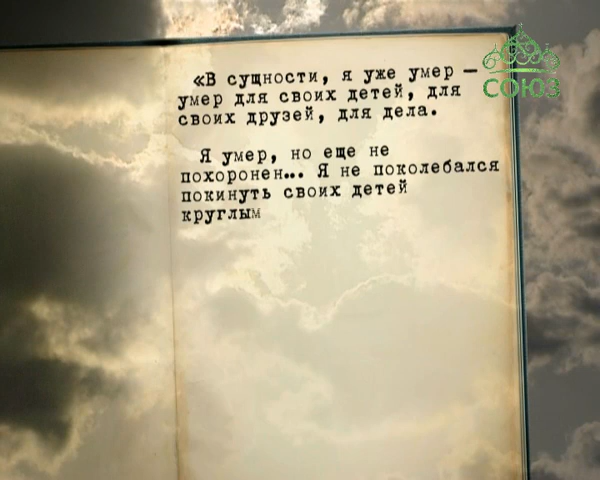 «В сущности, я уже умер —
умер для своих детей, для
своих друзей, для дела.
Я умер, но еще не
похоронен... Я не поколебался
покинуть своих детей
круглым
СОЮЗ